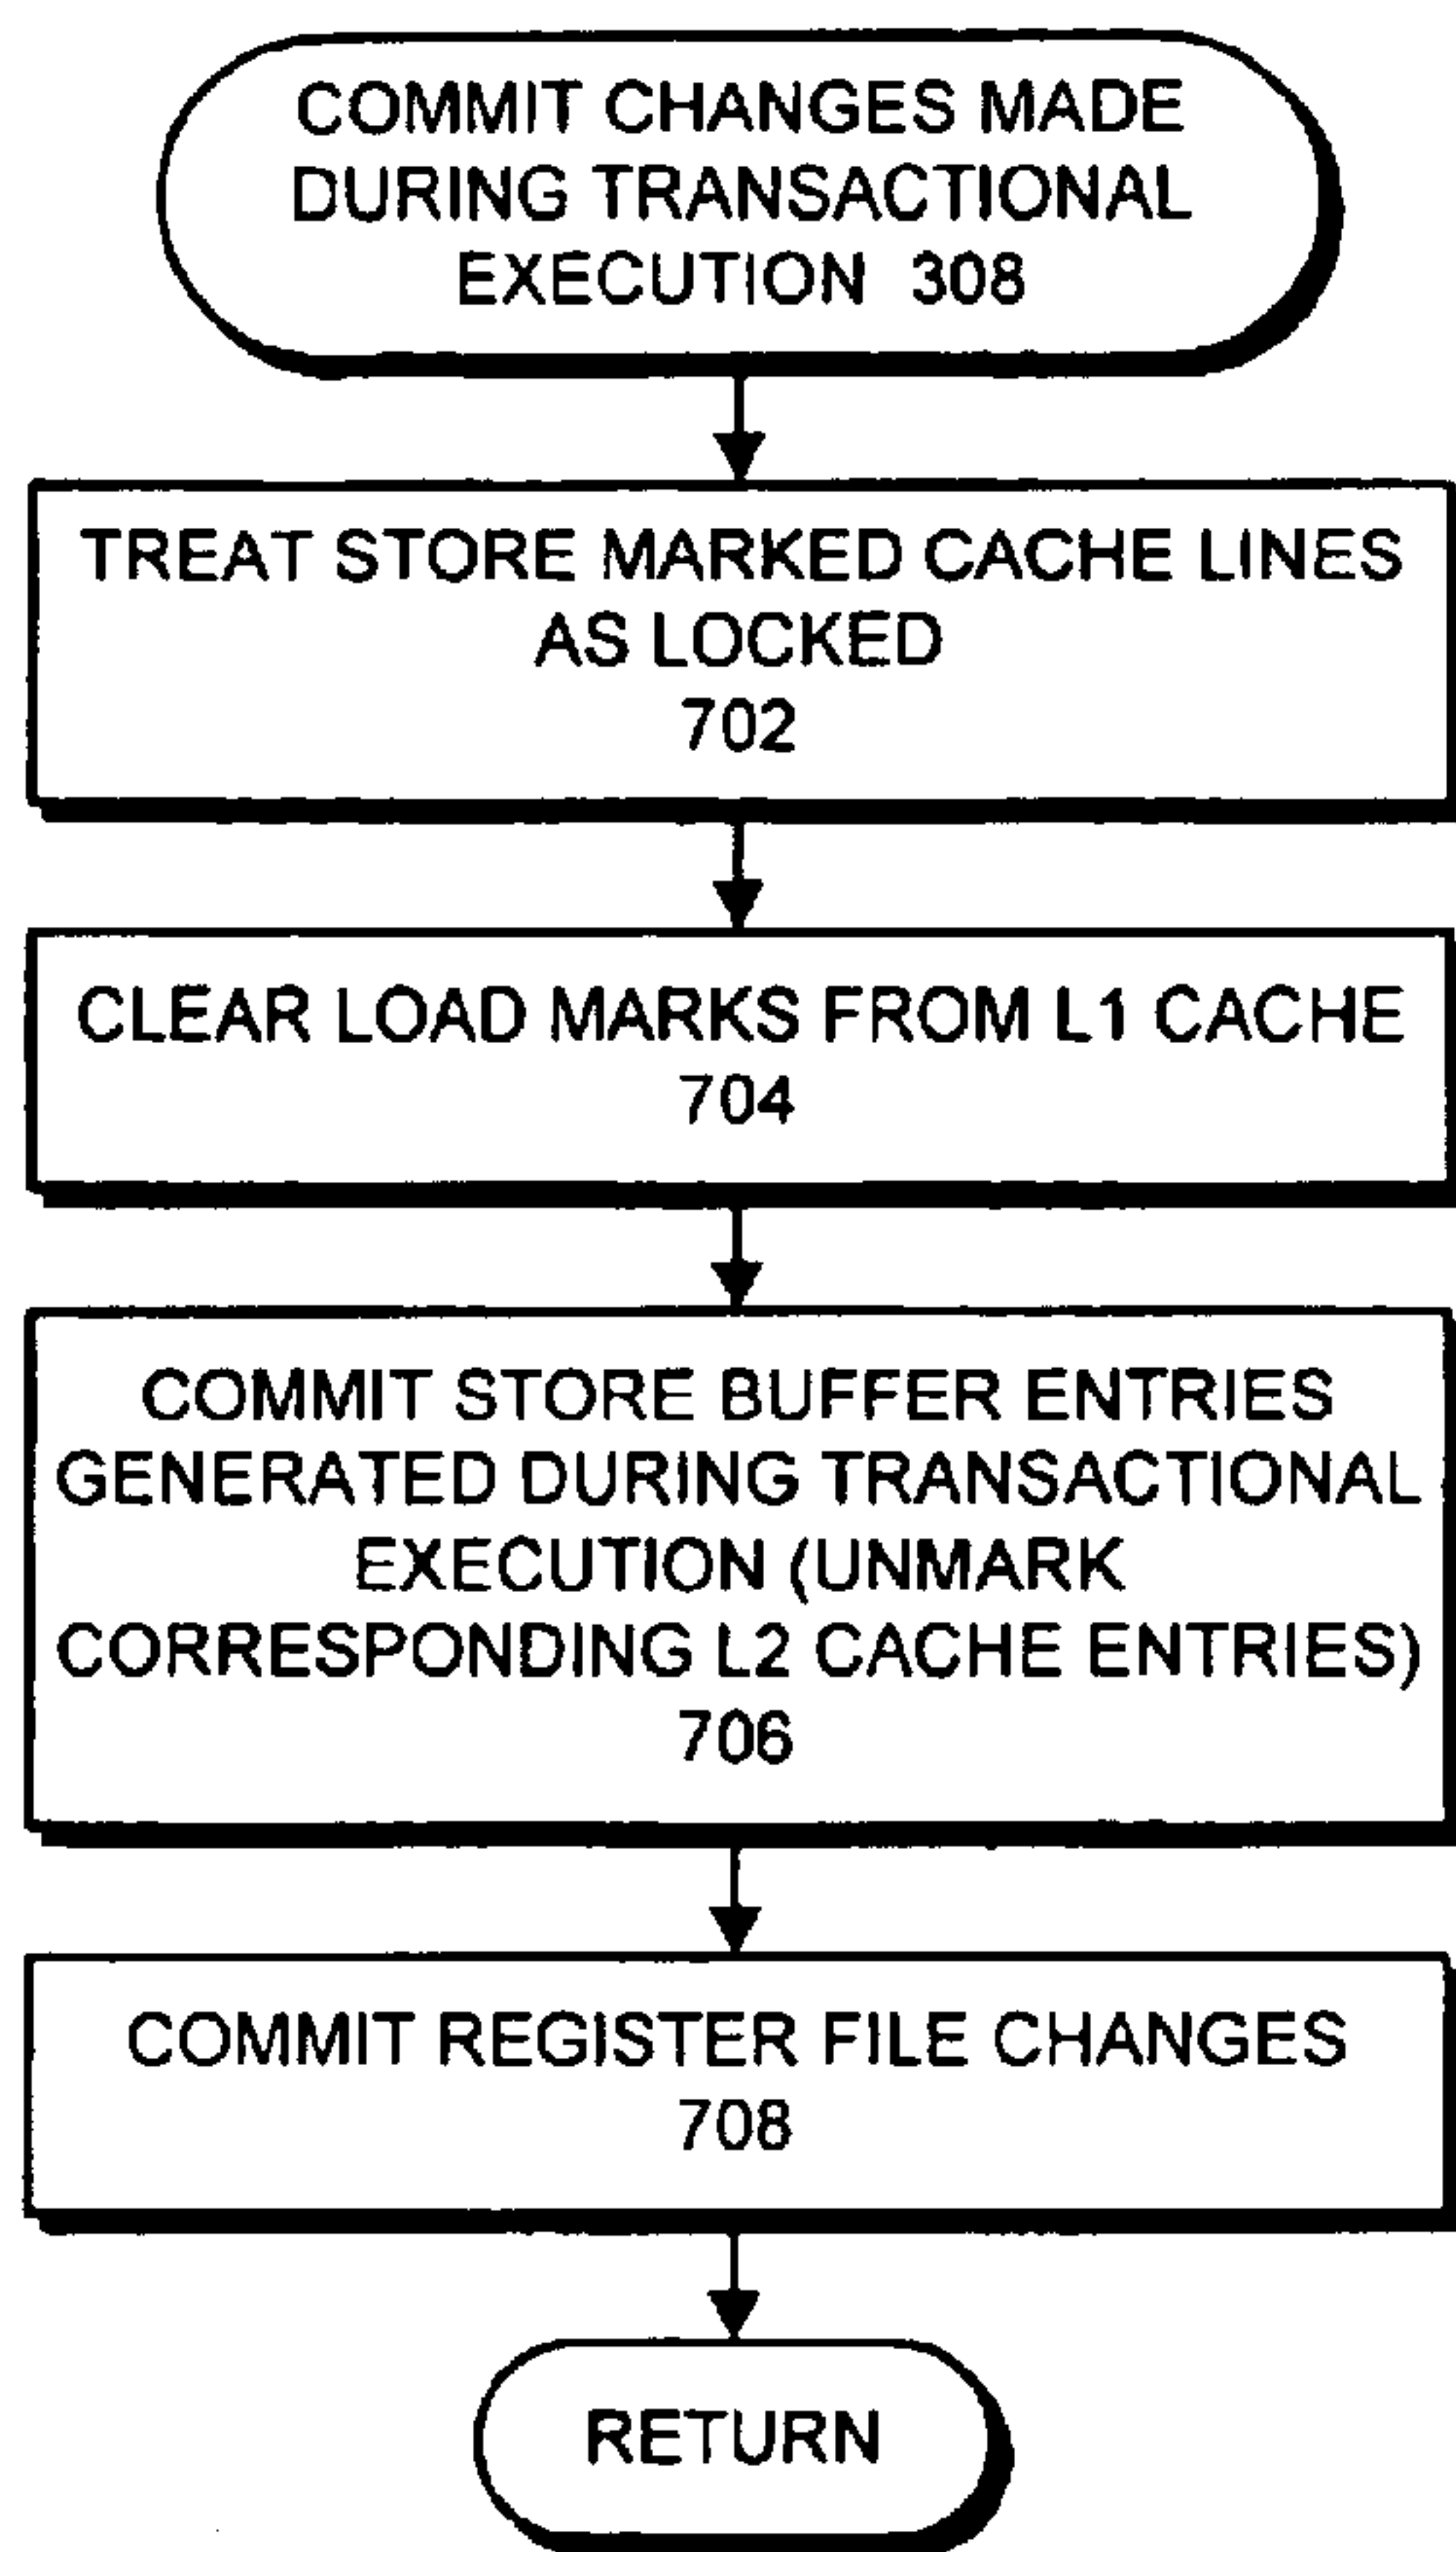 COMMIT CHANGES MADE
DURING TRANSACTIONAL
EXECUTION 308
TREAT STORE MARKED CACHE LINES
AS LOCKED
702
CLEAR LOAD MARKS FROM L1 CACHE
704
COMMIT STORE BUFFER ENTRIES
GENERATED DURING TRANSACTIONAL
EXECUTION (UNMARK
CORRESPONDING L2 CACHE ENTRIES)
706
COMMIT REGISTER FILE CHANGES
708
RETURN